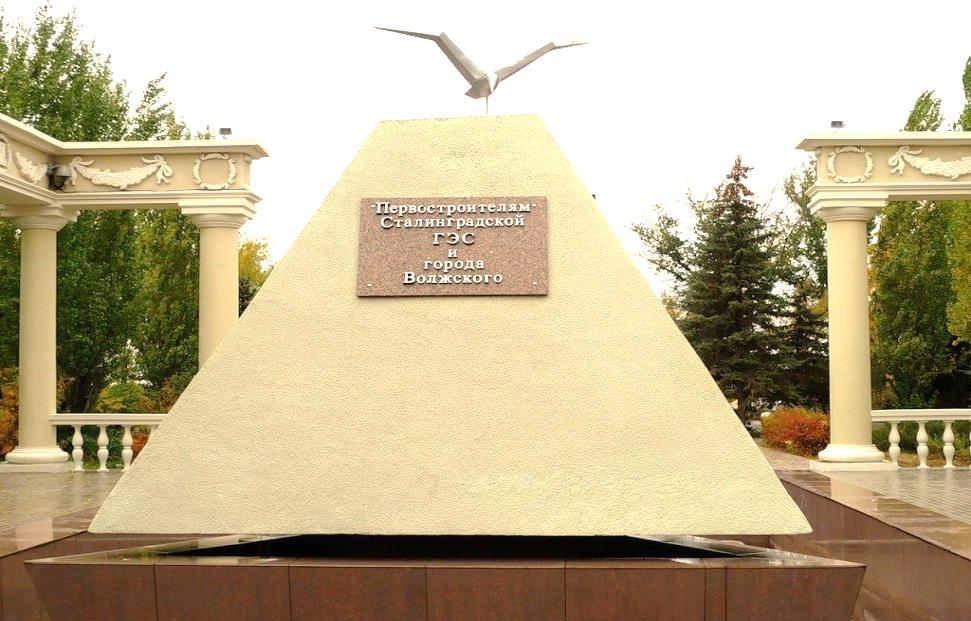 "Первостроителям"
Сталинградской
ГЭС
и
города
Волжского